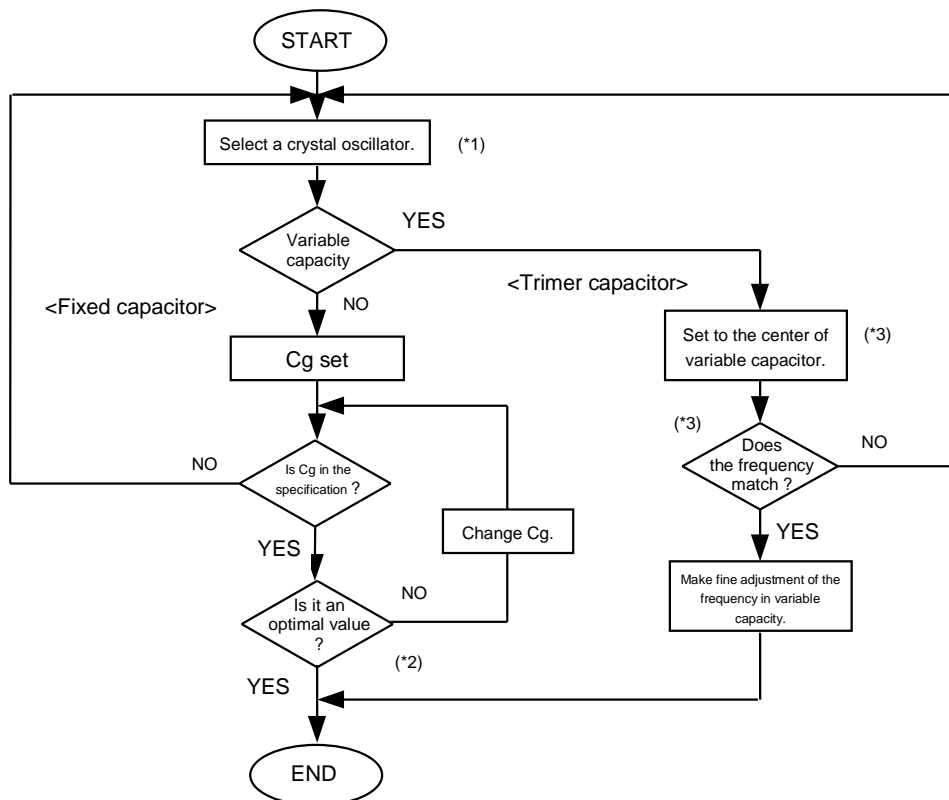 START
Select a crystal oscillator.
(*1)
YES
Variable
capacity
<Trimer capacitor>
<Fixed capacitor>
NO
Set to the center of
variable capacitor.
(*3)
Cg set
(*3)
Does
the frequency
match ?
NO
NO
Is Cg in the
specification ?
Change Cg.
YES
YES
Make fine adjustment of the
frequency in variable
capacity.
Is it an
optimal value
?
NO
(*2)
YES
END